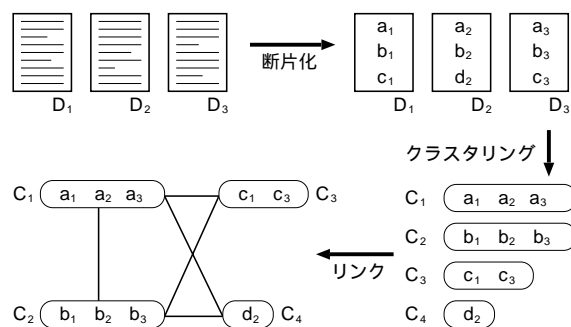 D₁ D₂ D₃
断片化
a₁ a₂ a₃
b₁ b₂ b₃
c₁ d₂ c₃
D₁ D₂ D₃
クラスタリング
C₁ a₁ a₂ a₃
C₂ b₁ b₂ b₃
C₃ c₁ c₃
C₄ d₂
リンク
C₁ a₁ a₂ a₃ c₁ c₃ C₃
C₂ b₁ b₂ b₃ d₂ C₄